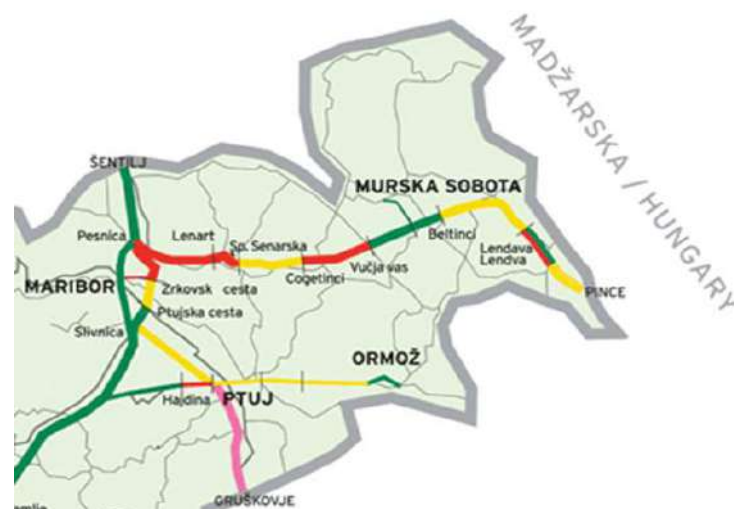 MADŽARSKA / HUNGARY
ŠENTILJ
MURSKA SOBOTA
Pesnica
Lenart
Sp. Senarska
Beltinci
Lendava
Lendva
Vučja vas
Cogetinci
MARIBOR
Zrkovsk cesta
PINCE
Ptujska cesta
Slivnica
ORMOŽ
Hajdina
PTUJ
GRUŠKOVJE